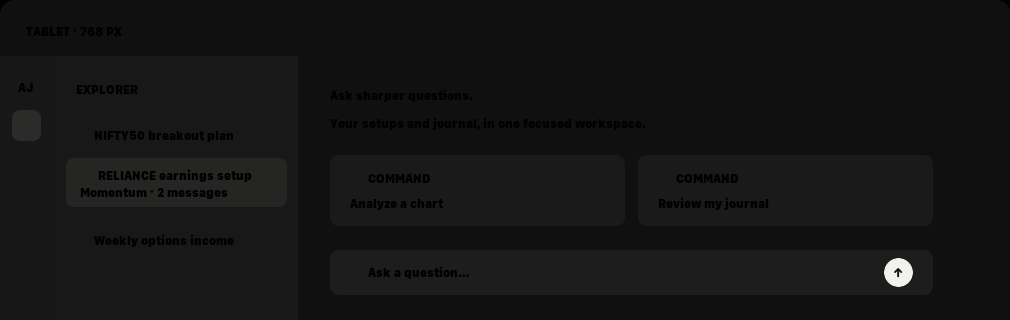 TABLET · 768 PX
AJ
EXPLORER
NIFTY50 breakout plan
RELIANCE earnings setup
Momentum · 2 messages
Weekly options income
Ask sharper questions.
Your setups and journal, in one focused workspace.
COMMAND
Analyze a chart
COMMAND
Review my journal
Ask a question...